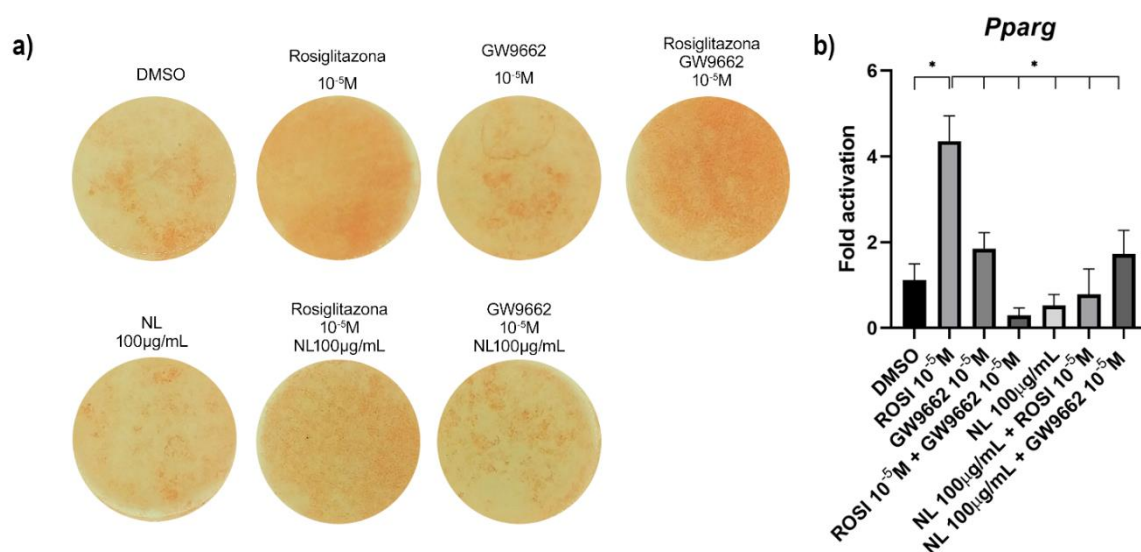 a)
DMSO
Rosiglitazona
10⁻⁵M
GW9662
10⁻⁵M
Rosiglitazona
GW9662
10⁻⁵M
NL
100µg/mL
Rosiglitazona
10⁻⁵M
NL100µg/mL
GW9662
10⁻⁵M
NL100µg/mL
b)
Pparg
*
*
Fold activation
6
4
2
0
DMSO
ROSI 10⁻⁵M
GW9662 10⁻⁵M
ROSI 10⁻⁵M + GW9662 10⁻⁵M
NL 100µg/mL
NL 100µg/mL + ROSI 10⁻⁵M
NL 100µg/mL + GW9662 10⁻⁵M